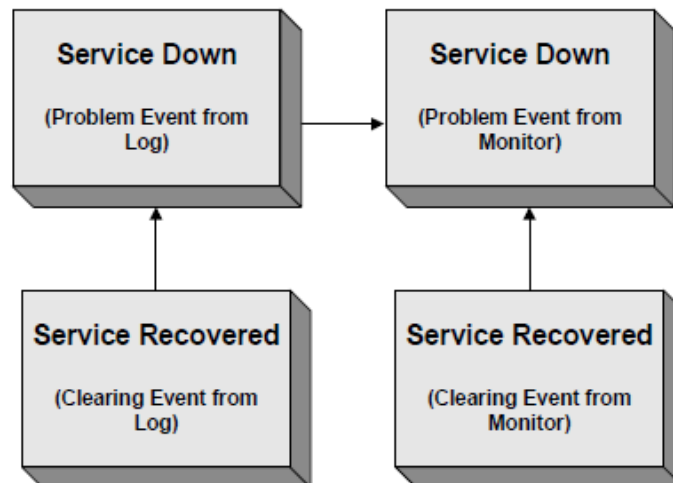 Service Down
(Problem Event from
Log)
Service Down
(Problem Event from
Monitor)
Service Recovered
(Clearing Event from
Log)
Service Recovered
(Clearing Event from
Monitor)